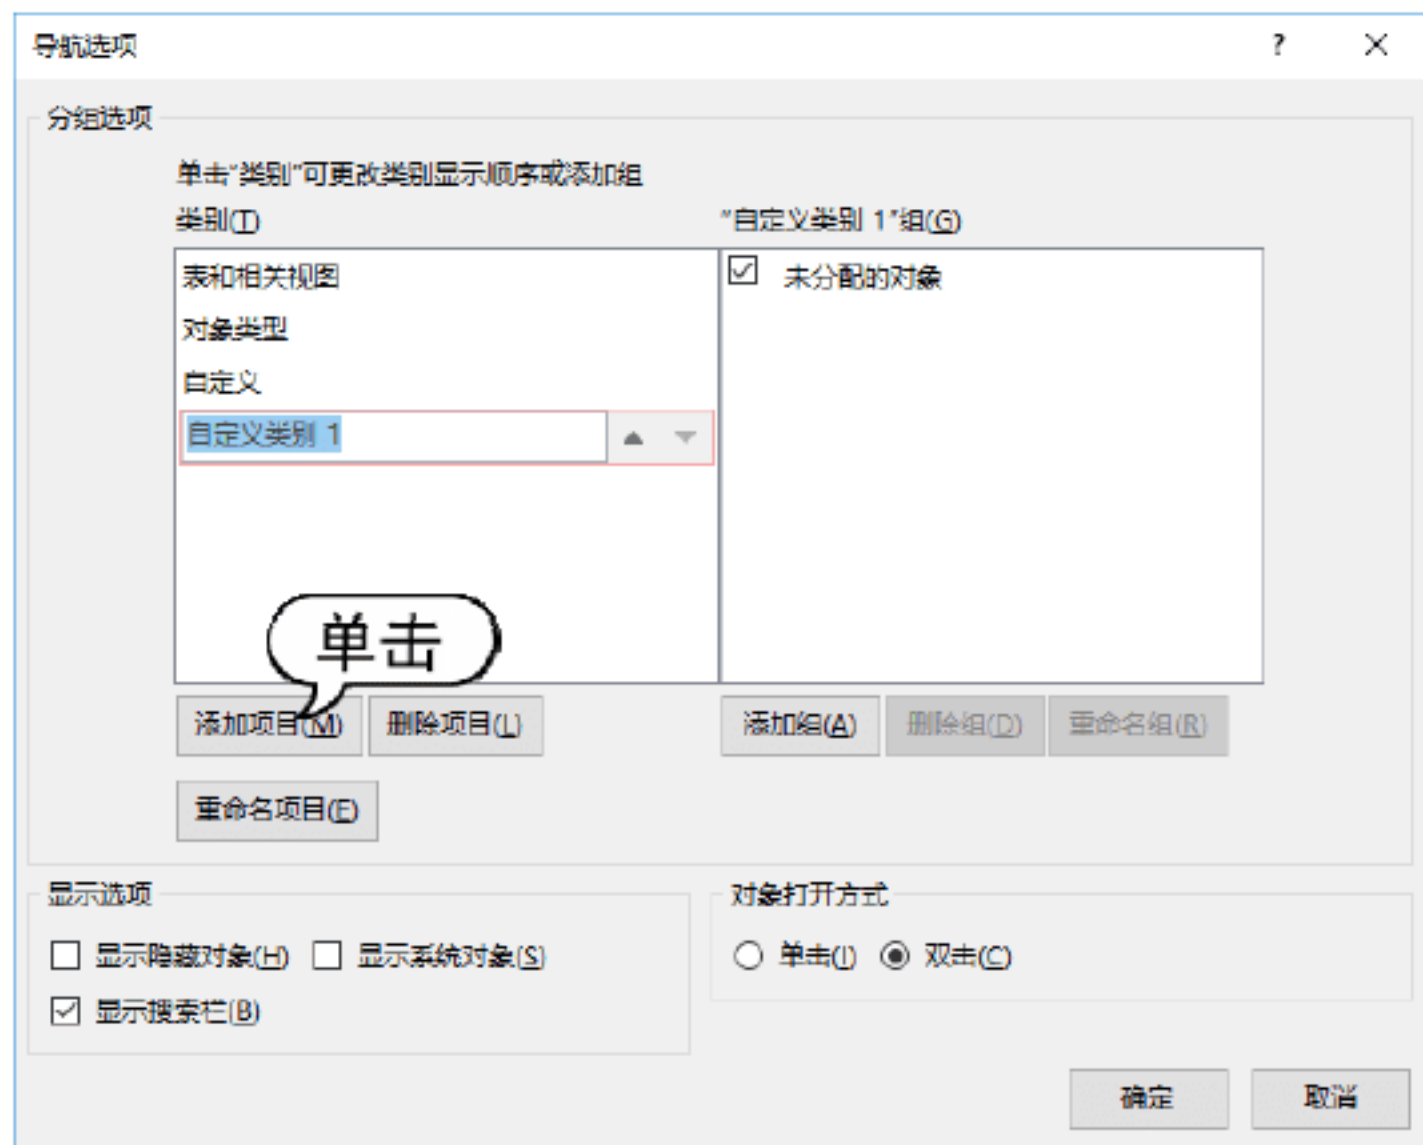 导航选项 ?
分组选项
单击“类别”可更改类别显示顺序或添加组
类别(T) “自定义类别 1”组(G)
表和相关视图 未分配的对象
对象类型
自定义
自定义类别 1
单击
添加项目(M) 删除项目(L) 添加组(A) 删除组(D) 重命名组(R)
重命名项目(E)
显示选项 对象打开方式
显示隐藏对象(H) 显示系统对象(S) 单击(I) 双击(C)
显示搜索栏(B)
确定 取消